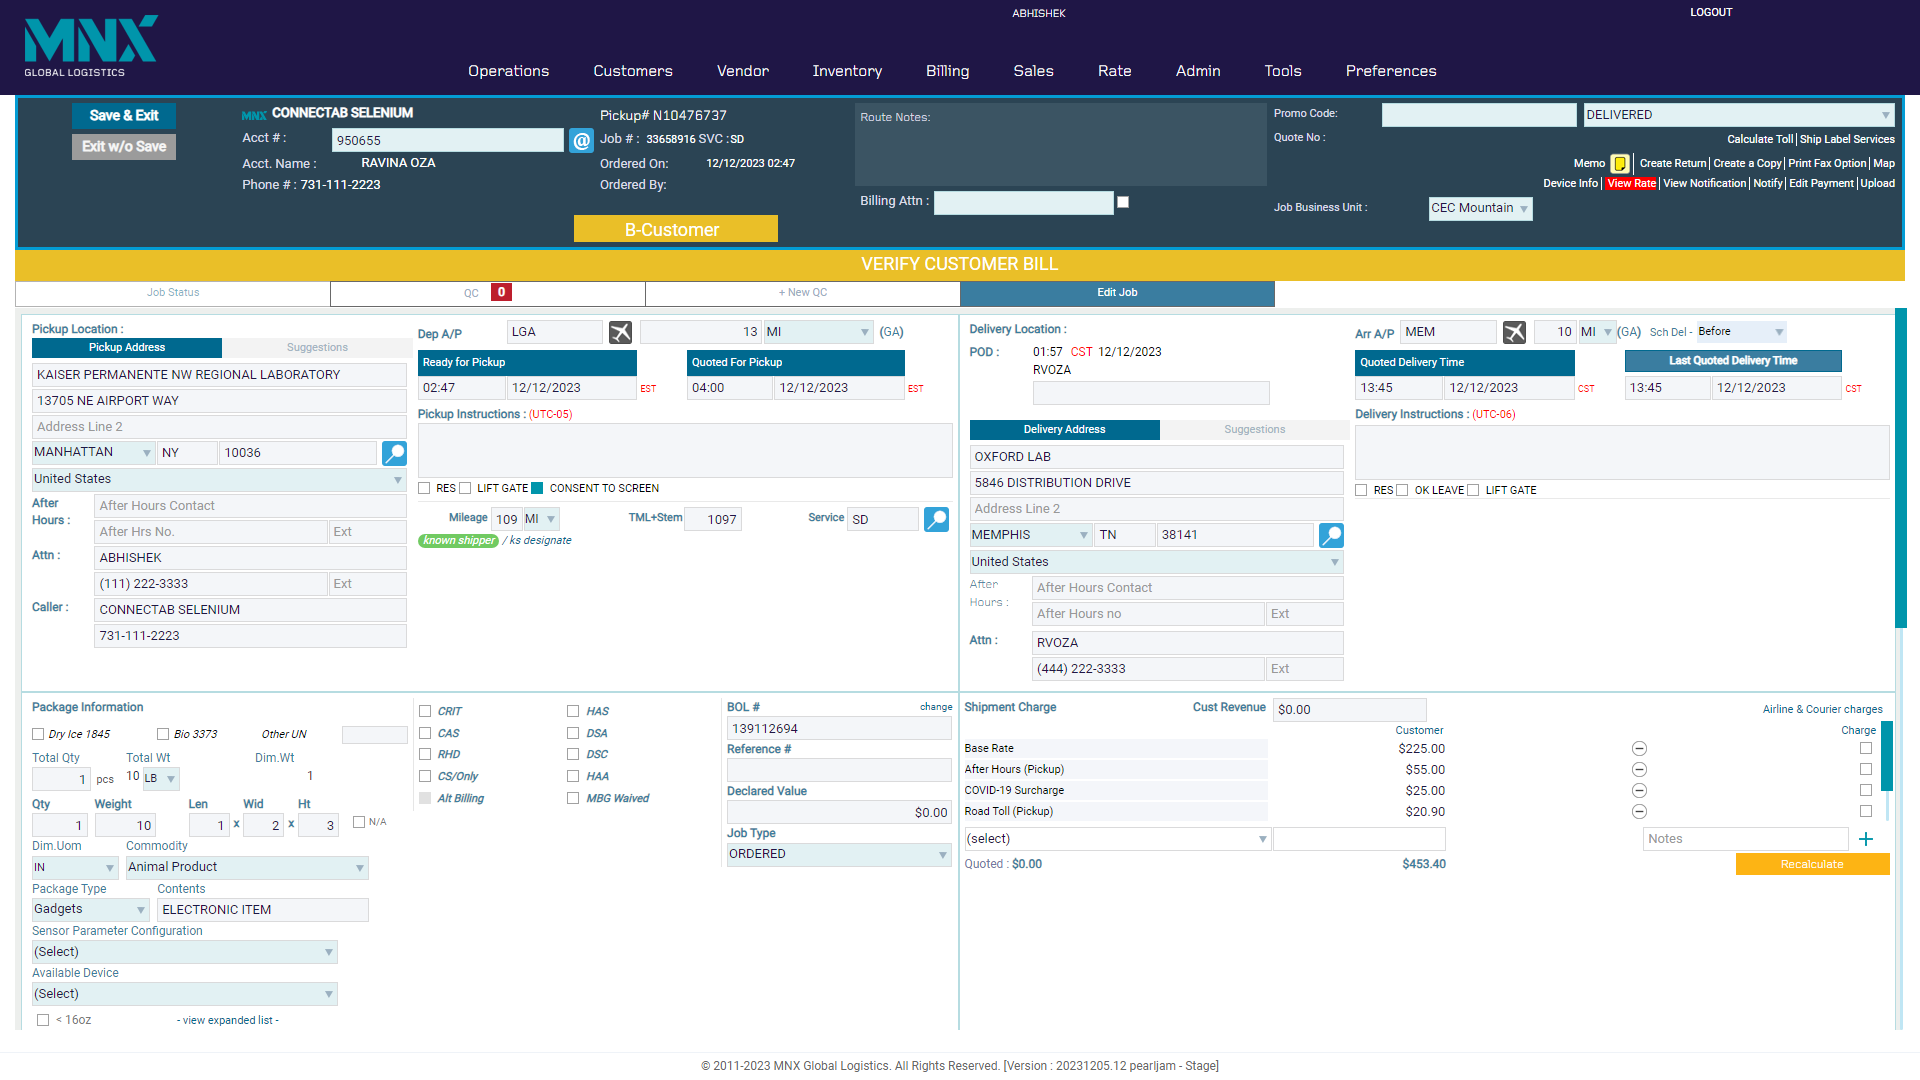 ABHISHEK
LOGOUT
MNX
GLOBAL LOGISTICS
Operations Customers Vendor Inventory Billing Sales Rate Admin Tools Preferences
Save & Exit
Exit w/o Save
MNX CONNECTAB SELENIUM
Acct # : 950655 @
Acct. Name : RAVINA OZA
Phone # : 731-111-2223
Pickup# N10476737
Job # : 33658916 SVC : SD
Ordered On: 12/12/2023 02:47
Ordered By:
B-Customer
Route Notes:
Billing Attn :
Promo Code: DELIVERED
Quote No :
Calculate Toll | Ship Label Services
Memo | Create Return | Create a Copy | Print Fax Option | Map
Device Info | View Rate | View Notification | Notify | Edit Payment | Upload
Job Business Unit : CEC Mountain
VERIFY CUSTOMER BILL
Job Status QC 0 + New QC Edit Job
Pickup Location :
Pickup Address Suggestions
KAISER PERMANENTE NW REGIONAL LABORATORY
13705 NE AIRPORT WAY
Address Line 2
MANHATTAN NY 10036
United States
After Hours : After Hours Contact
After Hrs No. Ext
Attn : ABHISHEK
(111) 222-3333 Ext
Caller : CONNECTAB SELENIUM
731-111-2223
Dep A/P LGA 13 MI (GA)
Ready for Pickup Quoted For Pickup
02:47 12/12/2023 EST 04:00 12/12/2023 EST
Pickup Instructions : (UTC-05)
RES LIFT GATE CONSENT TO SCREEN
Mileage 109 MI TML+Stem 1097 Service SD
known shipper / ks designate
Delivery Location :
POD : 01:57 CST 12/12/2023
RVOZA
Delivery Address Suggestions
OXFORD LAB
5846 DISTRIBUTION DRIVE
Address Line 2
MEMPHIS TN 38141
United States
After Hours : After Hours Contact
After Hours no Ext
Attn : RVOZA
(444) 222-3333 Ext
Arr A/P MEM 10 MI (GA) Sch Del - Before
Quoted Delivery Time Last Quoted Delivery Time
13:45 12/12/2023 CST 13:45 12/12/2023 CST
Delivery Instructions : (UTC-06)
RES OK LEAVE LIFT GATE
Package Information
Dry Ice 1845 Bio 3373 Other UN
Total Qty Total Wt Dim.Wt
1 pcs 10 LB 1
Qty Weight Len Wid Ht
1 10 1 x 2 x 3 N/A
Dim.Uom Commodity
IN Animal Product
Package Type Contents
Gadgets ELECTRONIC ITEM
Sensor Parameter Configuration
(Select)
Available Device
(Select)
< 16oz - view expanded list -
CRIT HAS
CAS DSA
RHD DSC
CS/Only HAA
Alt Billing MBG Waived
BOL # change
139112694
Reference #
Declared Value
$0.00
Job Type
ORDERED
Shipment Charge Cust Revenue $0.00 Airline & Courier charges
Customer Charge
Base Rate $225.00
After Hours (Pickup) $55.00
COVID-19 Surcharge $25.00
Road Toll (Pickup) $20.90
(select) Notes +
Quoted : $0.00 $453.40 Recalculate
© 2011-2023 MNX Global Logistics. All Rights Reserved. [Version : 20231205.12 pearljam - Stage]